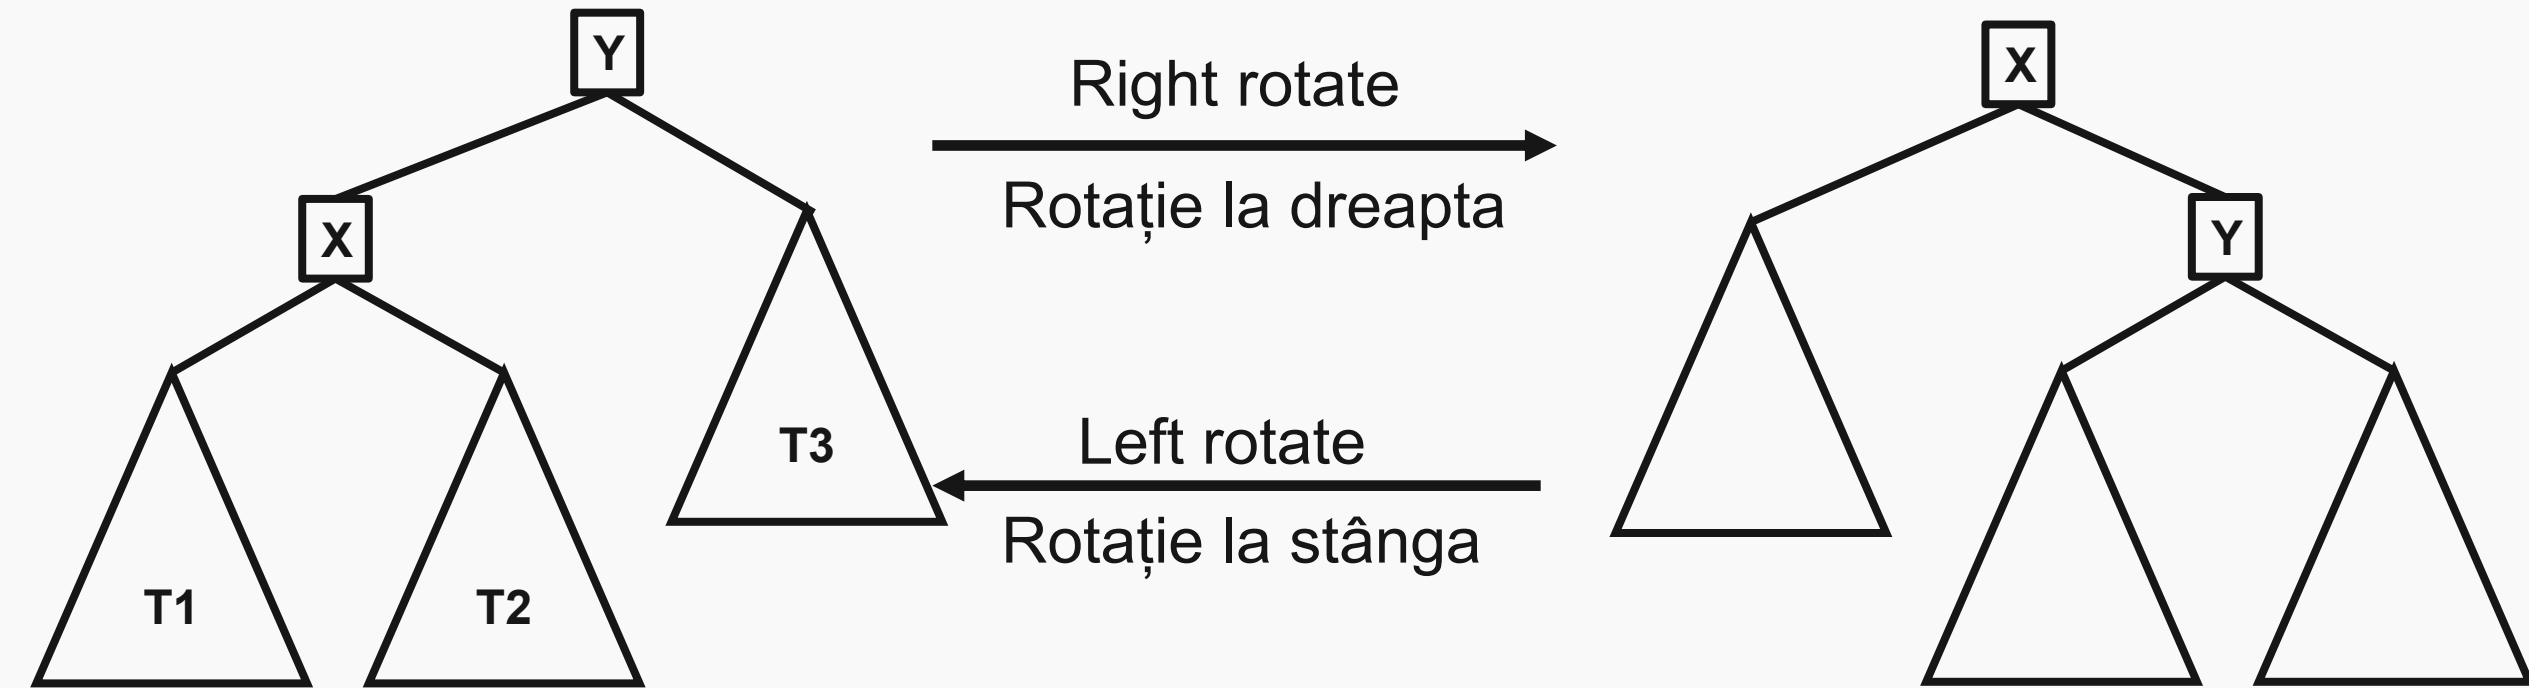 Y
X
T1
T2
T3
Right rotate
Rotație la dreapta
Left rotate
Rotație la stânga
X
Y